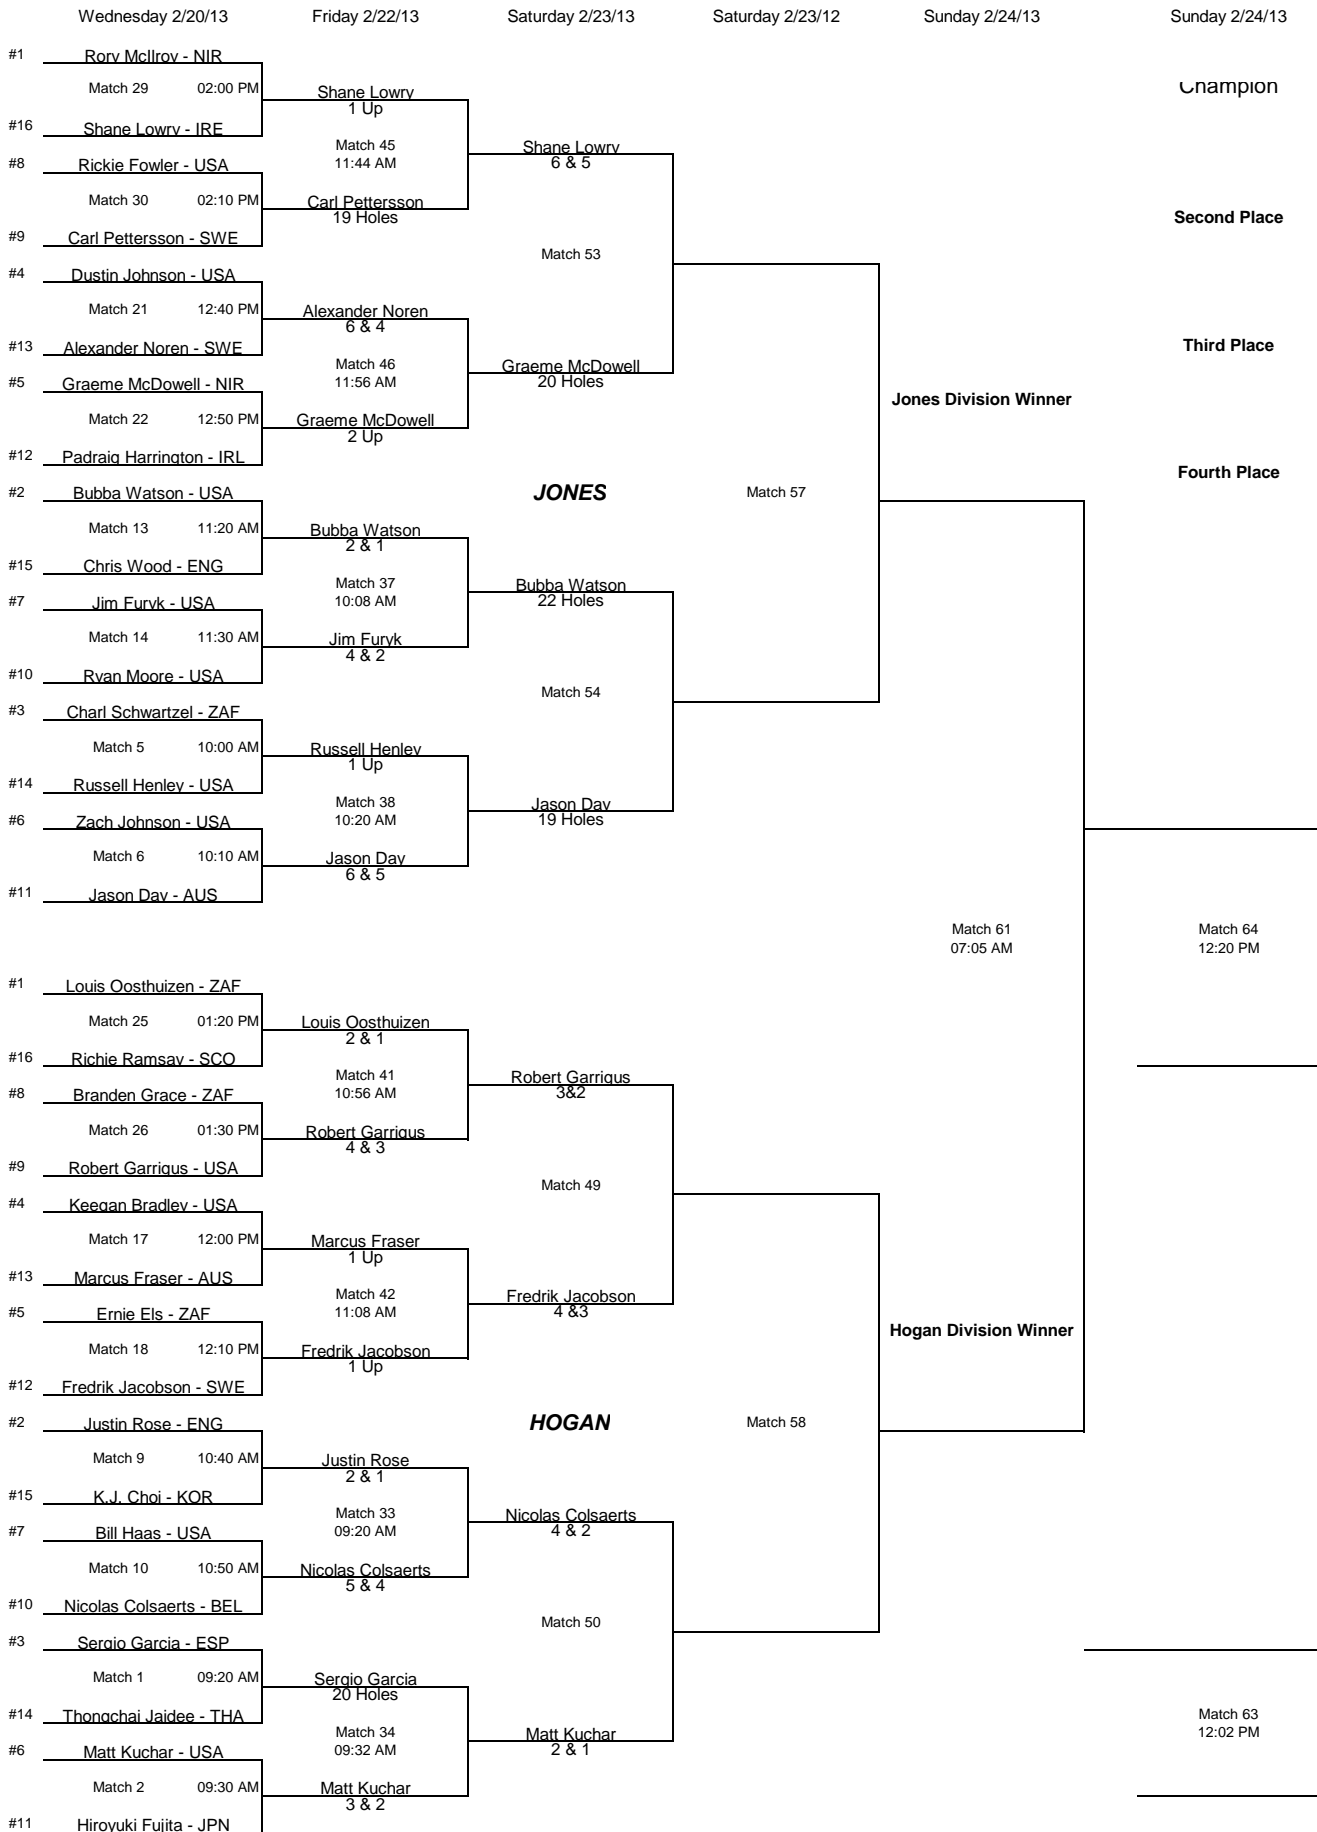 Wednesday 2/20/13
Friday 2/22/13
Saturday 2/23/13
Saturday 2/23/12
Sunday 2/24/13
Sunday 2/24/13
#1 Rory McIlroy - NIR
Match 29 02:00 PM
#16 Shane Lowry - IRE
#8 Rickie Fowler - USA
Match 30 02:10 PM
#9 Carl Pettersson - SWE
#4 Dustin Johnson - USA
Match 21 12:40 PM
#13 Alexander Noren - SWE
#5 Graeme McDowell - NIR
Match 22 12:50 PM
#12 Padraig Harrington - IRL
#2 Bubba Watson - USA
Match 13 11:20 AM
#15 Chris Wood - ENG
#7 Jim Furyk - USA
Match 14 11:30 AM
#10 Ryan Moore - USA
#3 Charl Schwartzel - ZAF
Match 5 10:00 AM
#14 Russell Henley - USA
#6 Zach Johnson - USA
Match 6 10:10 AM
#11 Jason Day - AUS
Shane Lowry
1 Up
Match 45
11:44 AM
Carl Pettersson
19 Holes
Alexander Noren
6 & 4
Match 46
11:56 AM
Graeme McDowell
2 Up
Bubba Watson
2 & 1
Match 37
10:08 AM
Jim Furyk
4 & 2
Russell Henley
1 Up
Match 38
10:20 AM
Jason Day
6 & 5
Shane Lowry
6 & 5
Match 53
Graeme McDowell
20 Holes
JONES
Bubba Watson
22 Holes
Match 54
Jason Day
19 Holes
Match 57
Jones Division Winner
Champion
Second Place
Third Place
Fourth Place
Match 61
07:05 AM
Match 64
12:20 PM
#1 Louis Oosthuizen - ZAF
Match 25 01:20 PM
#16 Richie Ramsay - SCO
#8 Branden Grace - ZAF
Match 26 01:30 PM
#9 Robert Garrigus - USA
#4 Keegan Bradley - USA
Match 17 12:00 PM
#13 Marcus Fraser - AUS
#5 Ernie Els - ZAF
Match 18 12:10 PM
#12 Fredrik Jacobson - SWE
#2 Justin Rose - ENG
Match 9 10:40 AM
#15 K.J. Choi - KOR
#7 Bill Haas - USA
Match 10 10:50 AM
#10 Nicolas Colsaerts - BEL
#3 Sergio Garcia - ESP
Match 1 09:20 AM
#14 Thongchai Jaidee - THA
#6 Matt Kuchar - USA
Match 2 09:30 AM
#11 Hiroyuki Fujita - JPN
Louis Oosthuizen
2 & 1
Match 41
10:56 AM
Robert Garrigus
4 & 3
Marcus Fraser
1 Up
Match 42
11:08 AM
Fredrik Jacobson
1 Up
Justin Rose
2 & 1
Match 33
09:20 AM
Nicolas Colsaerts
5 & 4
Sergio Garcia
20 Holes
Match 34
09:32 AM
Matt Kuchar
3 & 2
Robert Garrigus
3&2
Match 49
Fredrik Jacobson
4 &3
HOGAN
Nicolas Colsaerts
4 & 2
Match 50
Matt Kuchar
2 & 1
Match 58
Hogan Division Winner
Match 63
12:02 PM